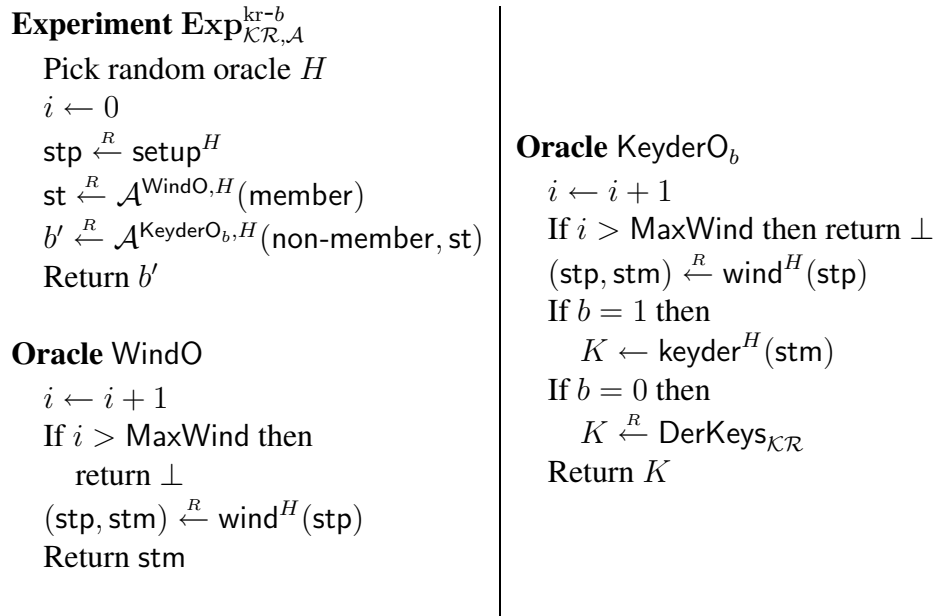 Experiment Exp^{kr-b}_{𝒦ℛ,𝒜}
Pick random oracle H
i ← 0
stp ←^R setup^H
st ←^R 𝒜^{WindO,H}(member)
b′ ←^R 𝒜^{KeyderO_b,H}(non-member, st)
Return b′
Oracle WindO
i ← i + 1
If i > MaxWind then
return ⊥
(stp, stm) ←^R wind^H(stp)
Return stm
Oracle KeyderO_b
i ← i + 1
If i > MaxWind then return ⊥
(stp, stm) ←^R wind^H(stp)
If b = 1 then
K ← keyder^H(stm)
If b = 0 then
K ←^R DerKeys_{𝒦ℛ}
Return K